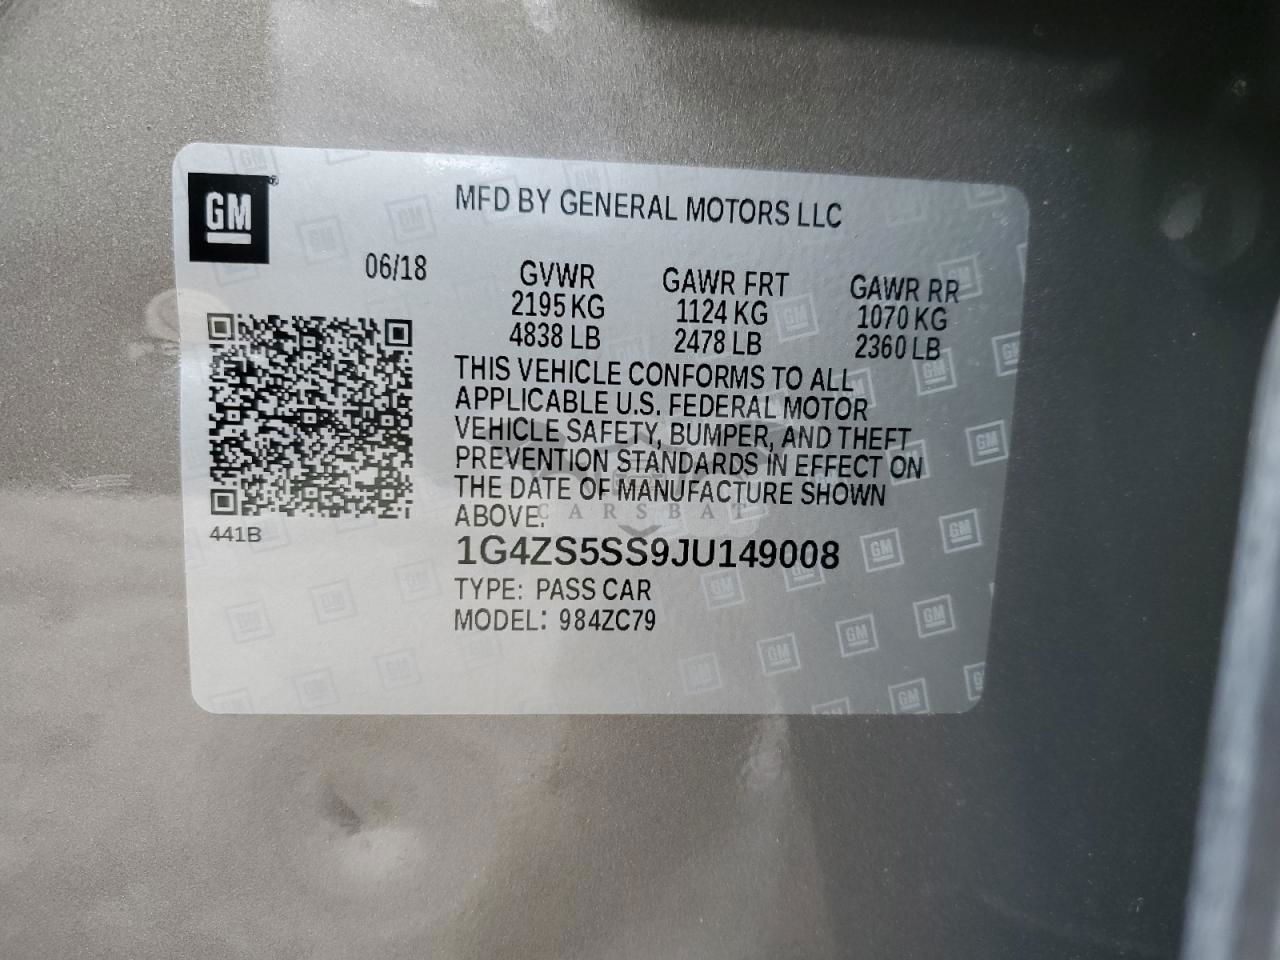 GM
MFD BY GENERAL MOTORS LLC
06/18
GVWR GAWR FRT GAWR RR
2195 KG 1124 KG 1070 KG
4838 LB 2478 LB 2360 LB
THIS VEHICLE CONFORMS TO ALL
APPLICABLE U.S. FEDERAL MOTOR
VEHICLE SAFETY, BUMPER, AND THEFT
PREVENTION STANDARDS IN EFFECT ON
THE DATE OF MANUFACTURE SHOWN
ABOVE.
CARSBAT
441B
1G4ZS5SS9JU149008
TYPE: PASS CAR
MODEL: 984ZC79